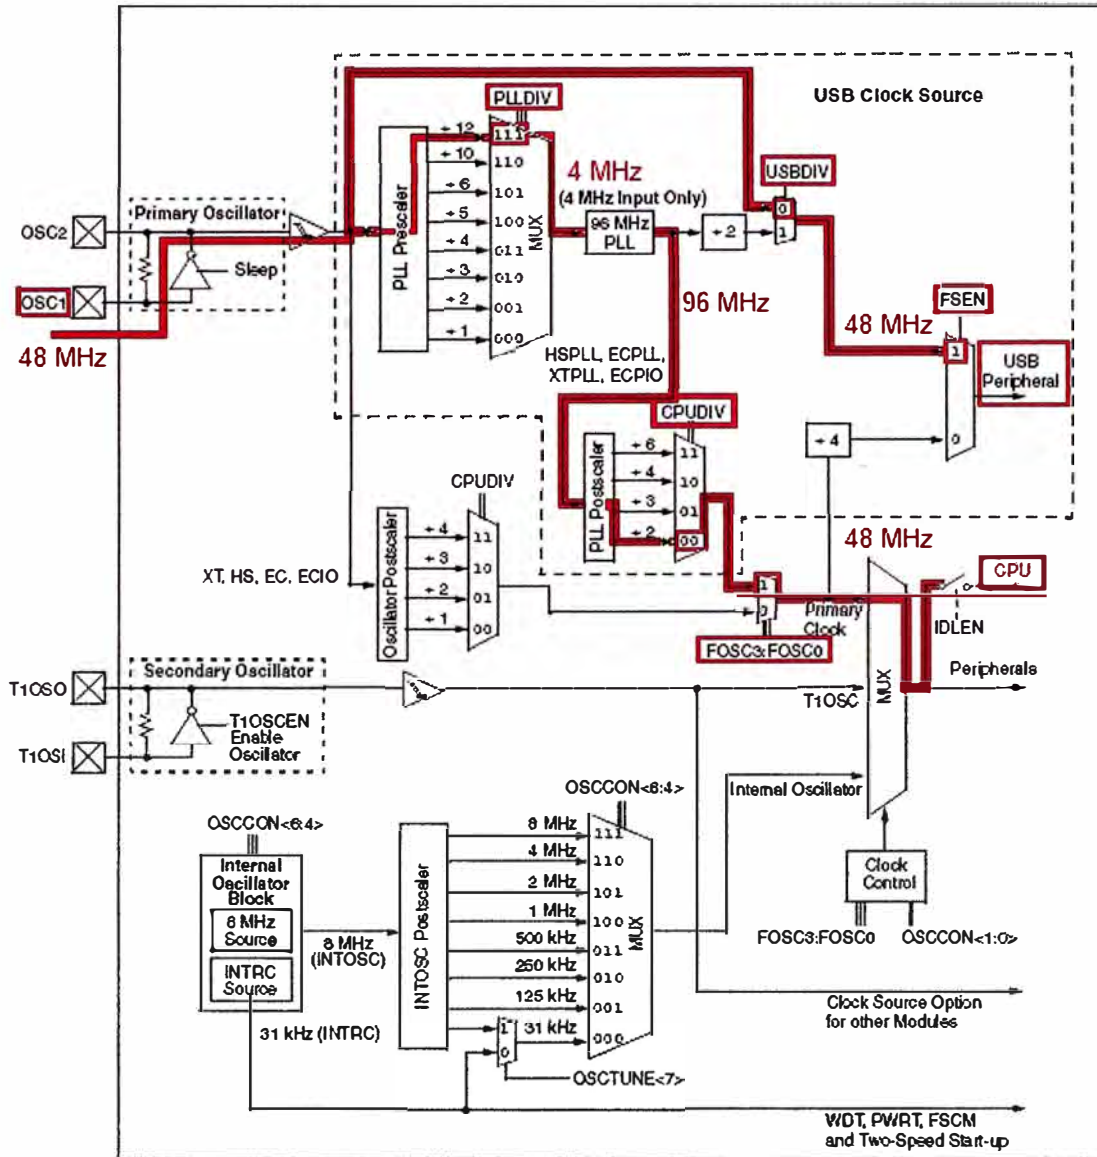 USB Clock Source
PLLDIV
÷ 12
111
÷ 10
110
÷ 6
101
÷ 5
100
÷ 4
011
÷ 3
010
÷ 2
001
÷ 1
000
MUX
PLL Prescaler
4 MHz
(4 MHz Input Only)
96 MHz
PLL
÷ 2
USBDIV
0
1
OSC2
Primary Oscillator
Sleep
OSC1
48 MHz
96 MHz
48 MHz
FSEN
1
0
USB
Peripheral
HSPLL, ECPLL,
XTPLL, ECPIO
CPUDIV
PLL Postscaler
÷ 6
11
÷ 4
10
÷ 3
01
÷ 2
00
÷ 4
CPUDIV
Oscillator Postscaler
÷ 4
11
÷ 3
10
÷ 2
01
÷ 1
00
XT, HS, EC, ECIO
48 MHz
1
0
Primary
Clock
FOSC3:FOSC0
CPU
IDLEN
MUX
Peripherals
T1OSO
Secondary Oscillator
T1OSCEN
Enable
Oscillator
T1OSI
T1OSC
Internal Oscillator
OSCCON<6:4>
OSCCON<6:4>
Internal
Oscillator
Block
8 MHz
Source
INTRC
Source
8 MHz
(INTOSC)
31 kHz (INTRC)
INTOSC Postscaler
8 MHz
111
4 MHz
110
2 MHz
101
1 MHz
100
500 kHz
011
250 kHz
010
125 kHz
001
1
0
31 kHz
000
MUX
OSCTUNE<7>
Clock
Control
FOSC3:FOSC0
OSCCON<1:0>
Clock Source Option
for other Modules
WDT, PWRT, FSCM
and Two-Speed Start-up